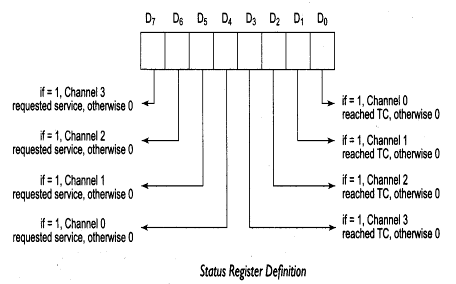 D7 D6 D5 D4 D3 D2 D1 D0
if = 1, Channel 3
requested service, otherwise 0
if = 1, Channel 2
requested service, otherwise 0
if = 1, Channel 1
requested service, otherwise 0
if = 1, Channel 0
requested service, otherwise 0
if = 1, Channel 0
reached TC, otherwise 0
if = 1, Channel 1
reached TC, otherwise 0
if = 1, Channel 2
reached TC, otherwise 0
if = 1, Channel 3
reached TC, otherwise 0
Status Register Definition